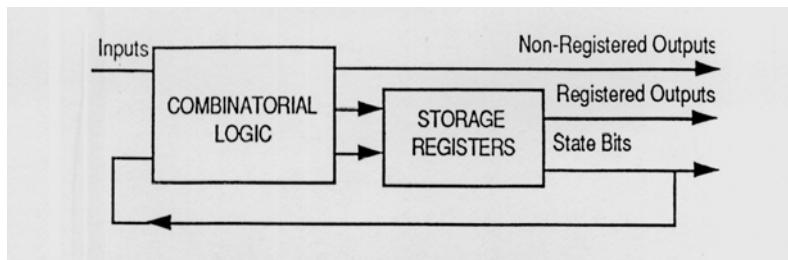 Inputs
Non-Registered Outputs
COMBINATORIAL
LOGIC
Registered Outputs
STORAGE
REGISTERS
State Bits